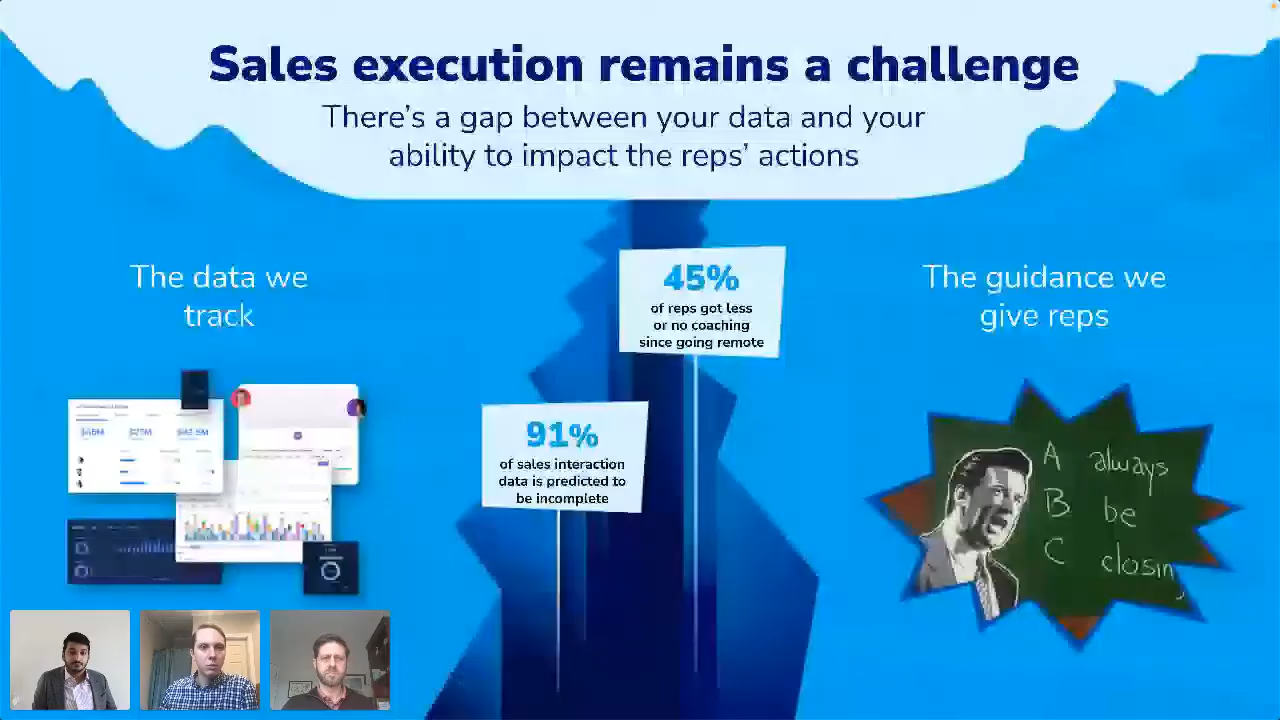 Sales execution remains a challenge
There's a gap between your data and your
ability to impact the reps' actions
The data we
track
45%
of reps got less
or no coaching
since going remote
91%
of sales interaction
data is predicted to
be incomplete
The guidance we
give reps
A always
B be
C closing